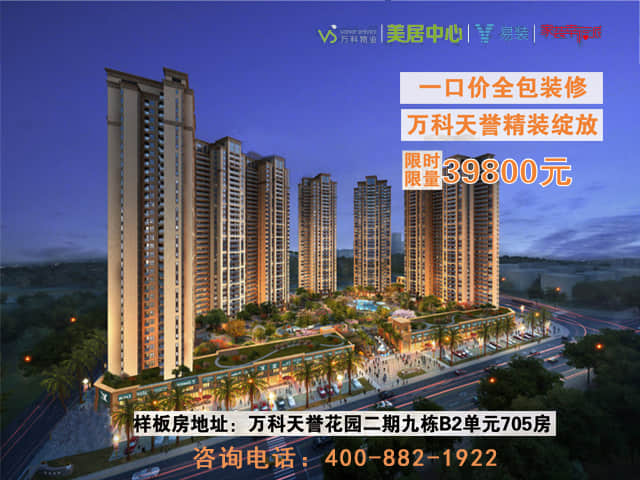 万科物业 美居中心 易装
一口价全包装修
万科天誉精装绽放
限时
限量
39800元
样板房地址：万科天誉花园二期九栋B2单元705房
咨询电话：400-882-1922